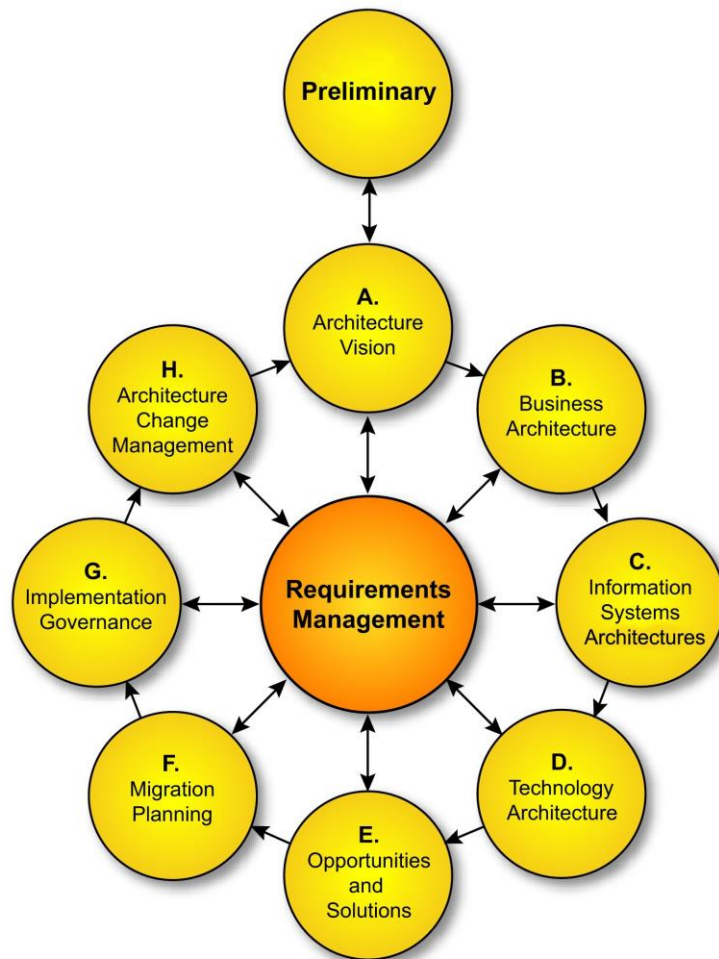 Preliminary
A.
Architecture
Vision
B.
Business
Architecture
C.
Information
Systems
Architectures
D.
Technology
Architecture
E.
Opportunities
and
Solutions
F.
Migration
Planning
G.
Implementation
Governance
H.
Architecture
Change
Management
Requirements
Management